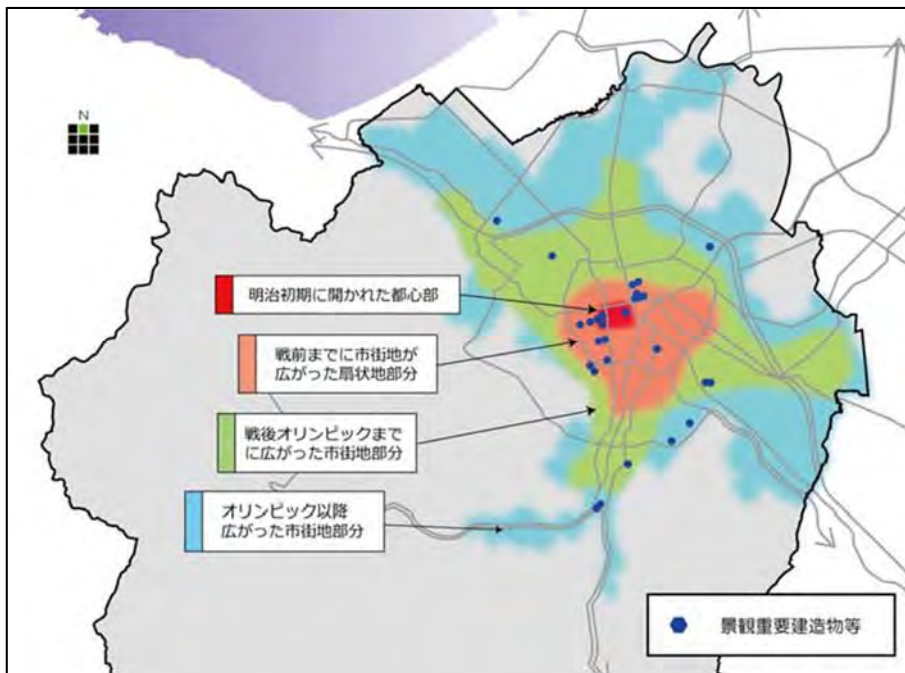 N
明治初期に開かれた都心部
戦前までに市街地が
広がった扇状地部分
戦後オリンピックまで
に広がった市街地部分
オリンピック以降
広がった市街地部分
景観重要建造物等